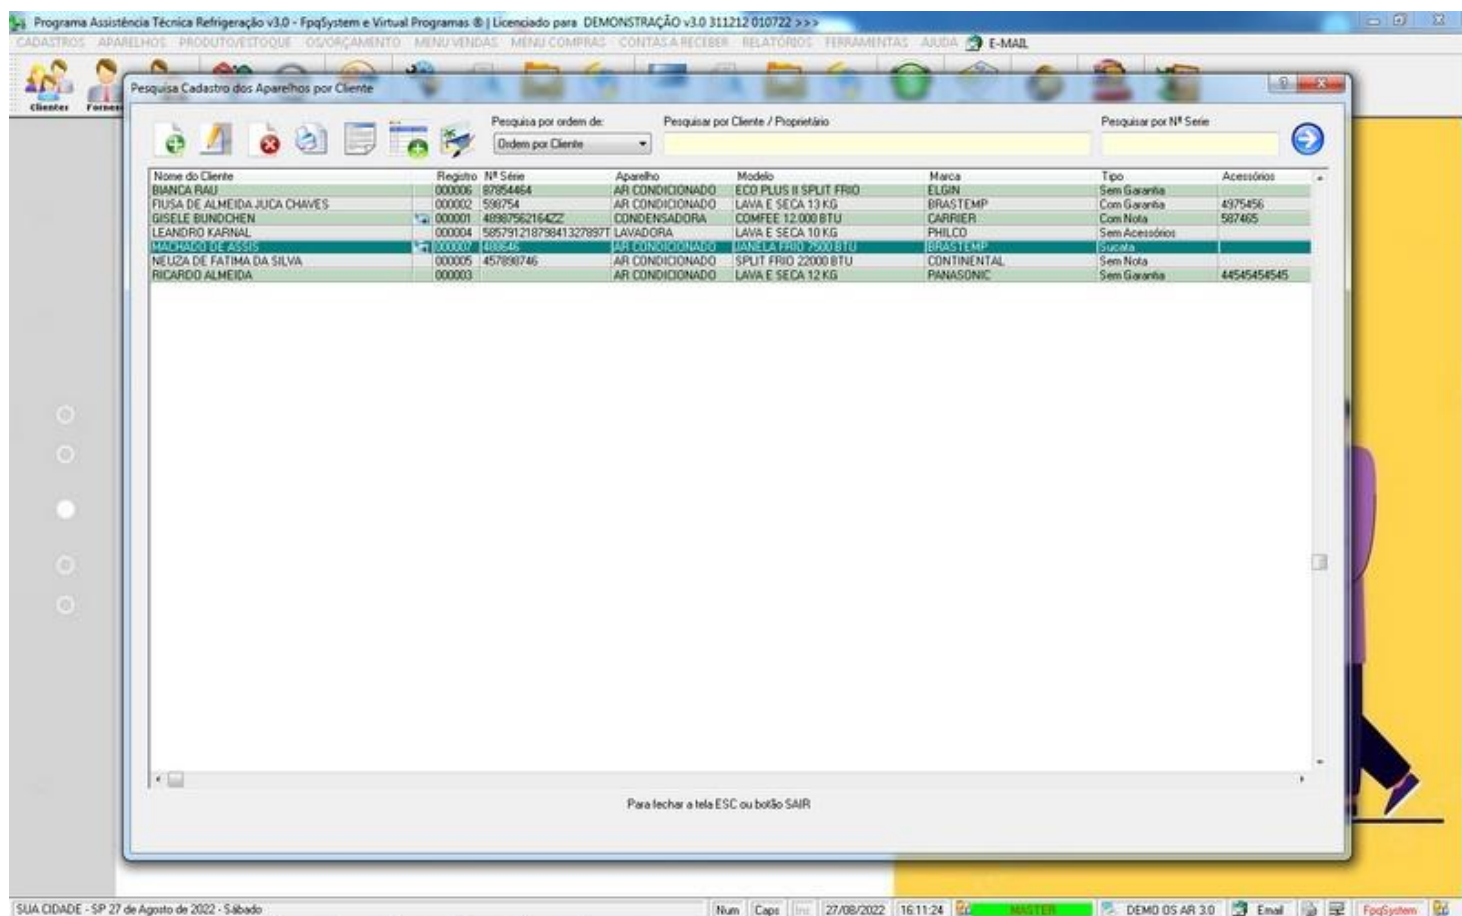 Programa Assistência Técnica Refrigeração v3.0 - FpqSystem e Virtual Programas ® | Licenciado para DEMONSTRAÇÃO v3.0 311212 010722 >>>
CADASTROS APARELHOS PRODUTO/ESTOQUE OS/ORÇAMENTO MENU VENDAS MENU COMPRAS CONTAS A RECEBER RELATÓRIOS FERRAMENTAS AJUDA E-MAIL
Clientes
Pesquisa Cadastro dos Aparelhos por Cliente
Pesquisa por ordem de: Pesquisar por Cliente / Proprietário Pesquisar por Nª Serie
Ordem por Cliente
Nome do Cliente Registro Nª Série Aparelho Modelo Marca Tipo Acessórios
BIANCA RAU 000006 87954464 AR CONDICIONADO ECO PLUS II SPLIT FRIO ELGIN Sem Garantia
FIUSA DE ALMEIDA JUCA CHAVES 000002 598754 AR CONDICIONADO LAVA E SECA 13 KG BRASTEMP Com Garantia 4975456
GISELE BUNDCHEN 000001 48987562164ZZ CONDENSADORA COMFEE 12.000 BTU CARRIER Com Nota 587465
LEANDRO KARNAL 000004 58579121879841327897T LAVADORA LAVA E SECA 10 KG PHILCO Sem Acessórios
MACHADO DE ASSIS 000007 488646 AR CONDICIONADO JANELA FRIO 7500 BTU BRASTEMP Sucata
NEUZA DE FATIMA DA SILVA 000005 457898746 AR CONDICIONADO SPLIT FRIO 22000 BTU CONTINENTAL Sem Nota
RICARDO ALMEIDA 000003 AR CONDICIONADO LAVA E SECA 12 KG PANASONIC Sem Garantia 44545454545
Para fechar a tela ESC ou botão SAIR
SUA CIDADE - SP 27 de Agosto de 2022 - Sábado Num Caps Ins 27/08/2022 16:11:24 MASTER DEMO OS AR 3.0 Email FpqSystem